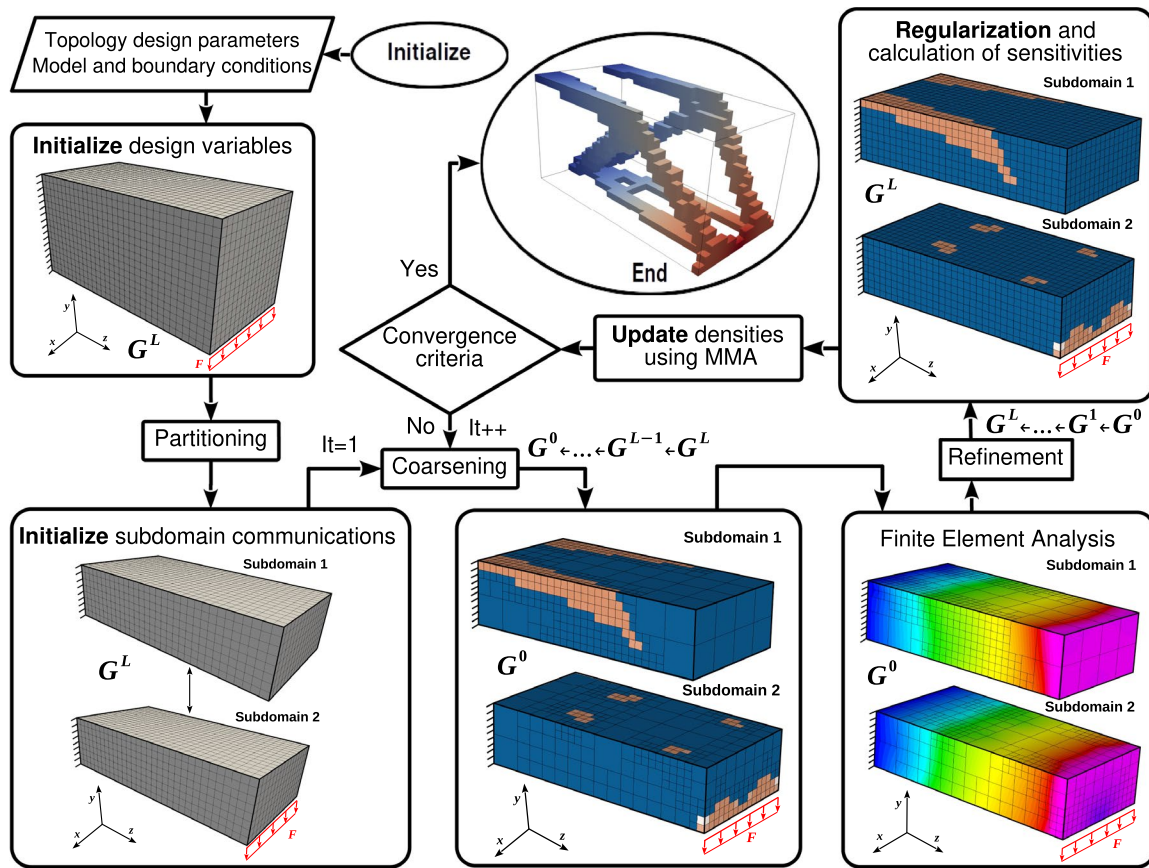 Topology design parameters
Model and boundary conditions
Initialize
Initialize design variables
G^L
y
x
z
F
Partitioning
It=1
Initialize subdomain communications
Subdomain 1
G^L
Subdomain 2
y
x
z
F
End
Yes
Convergence
criteria
No
It++
Coarsening
G^0←...←G^{L−1}←G^L
Subdomain 1
G^0
Subdomain 2
y
x
z
F
Finite Element Analysis
Subdomain 1
G^0
Subdomain 2
y
x
z
F
Refinement
G^L←...←G^1←G^0
Regularization and
calculation of sensitivities
Subdomain 1
G^L
Subdomain 2
y
x
z
F
Update densities
using MMA